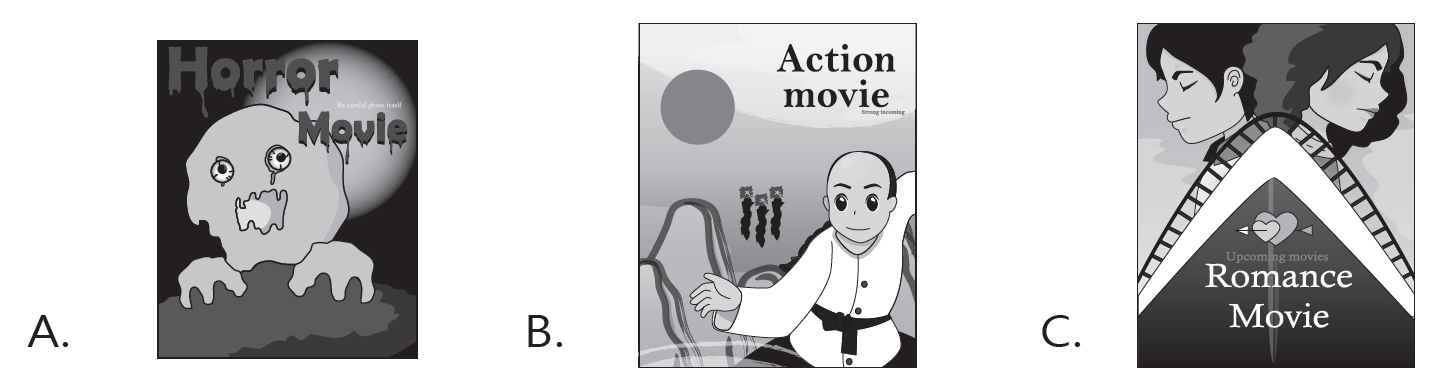 A.
Horror
Be careful ghost itself
Movie
B.
Action
movie
Strong incoming
C.
Upcoming movies
Romance
Movie